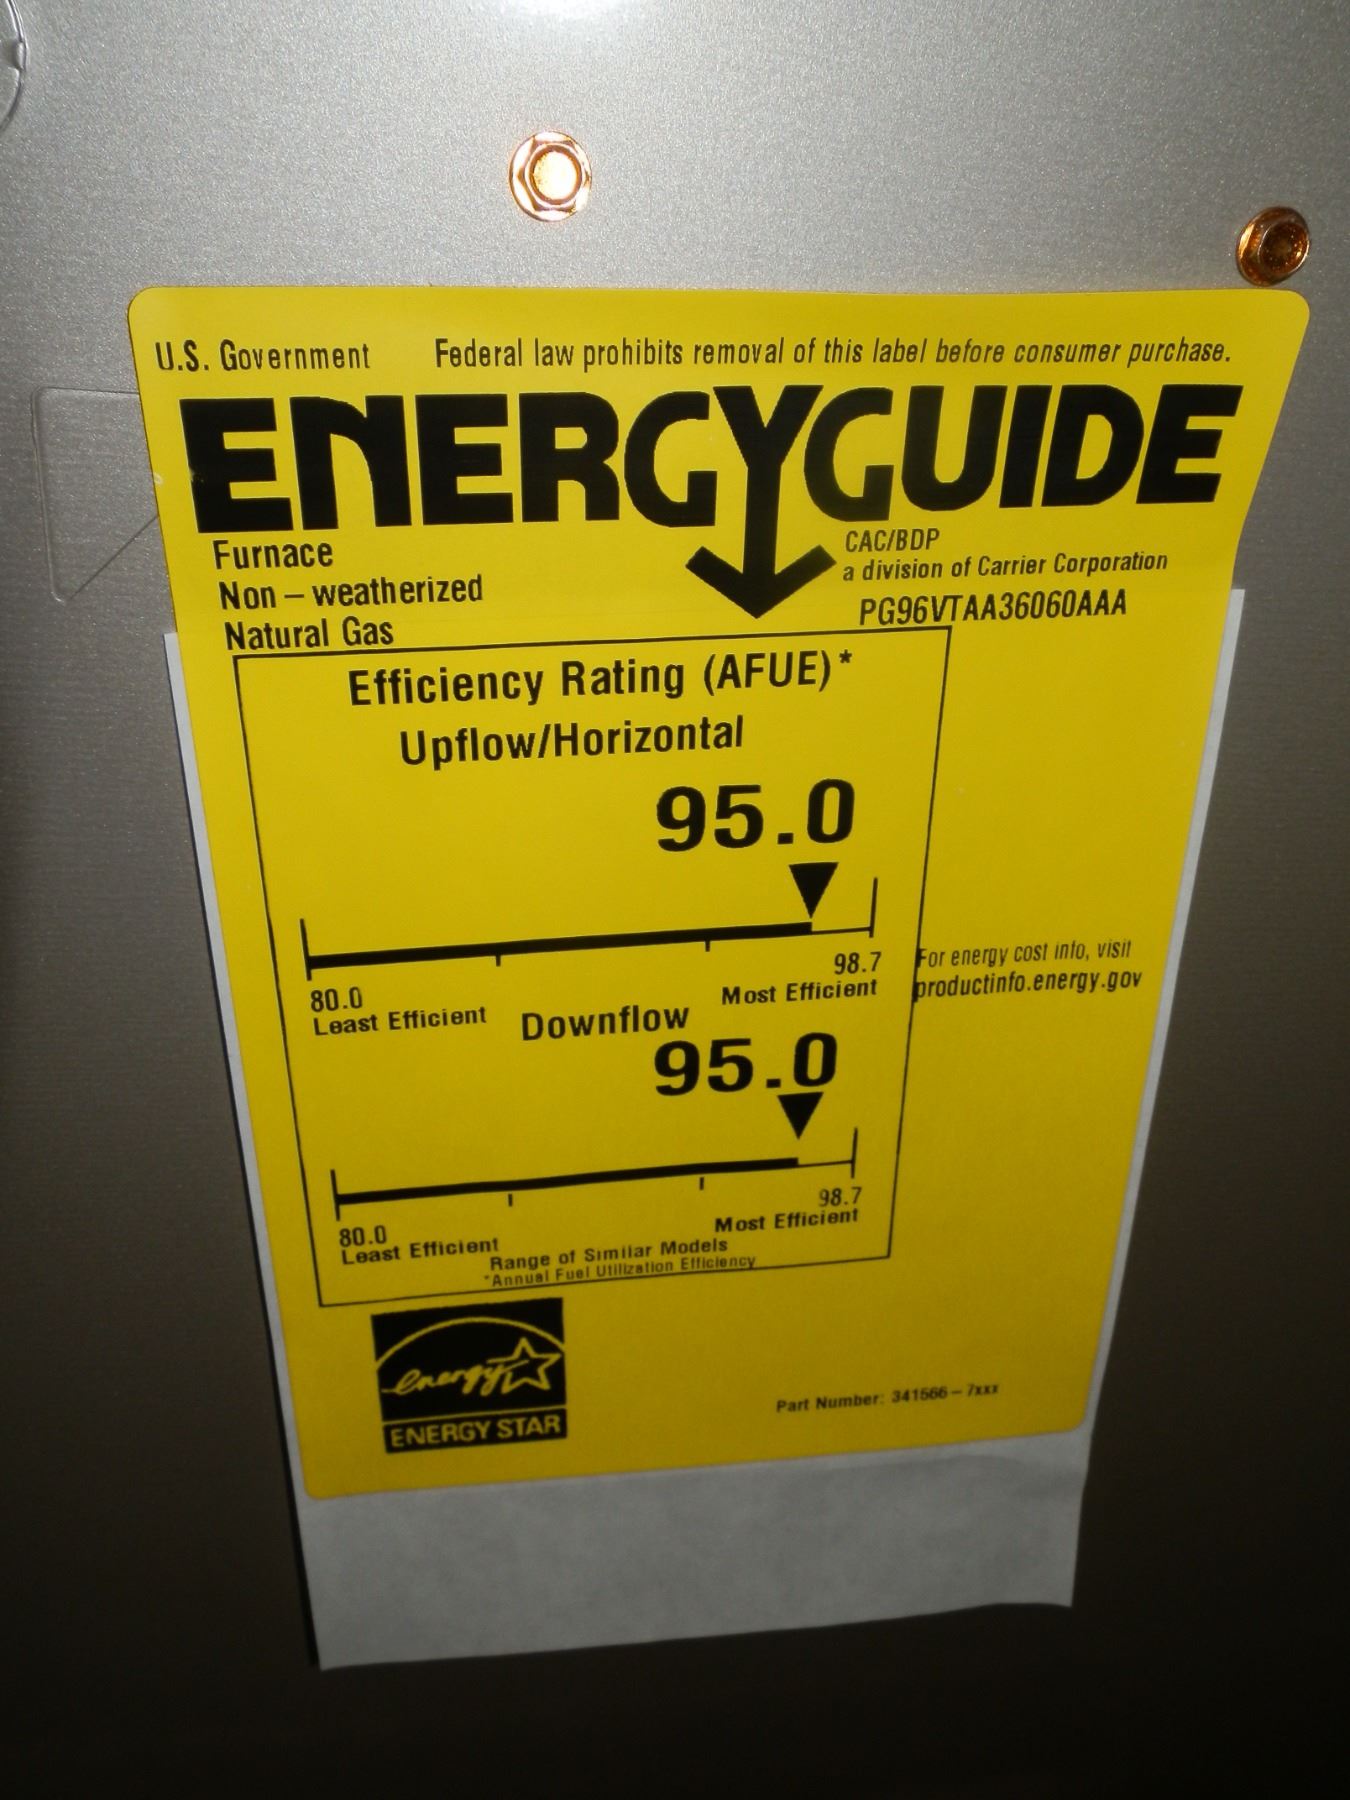 U.S. Government Federal law prohibits removal of this label before consumer purchase.
ENERGYGUIDE
Furnace
Non – weatherized
Natural Gas
CAC/BDP
a division of Carrier Corporation
PG96VTAA36060AAA
Efficiency Rating (AFUE)*
Upflow/Horizontal
95.0
80.0
Least Efficient
98.7
Most Efficient
For energy cost info, visit
productinfo.energy.gov
Downflow
95.0
80.0
Least Efficient
98.7
Most Efficient
Range of Similar Models
*Annual Fuel Utilization Efficiency
energy
ENERGY STAR
Part Number: 341566 – 7xxx